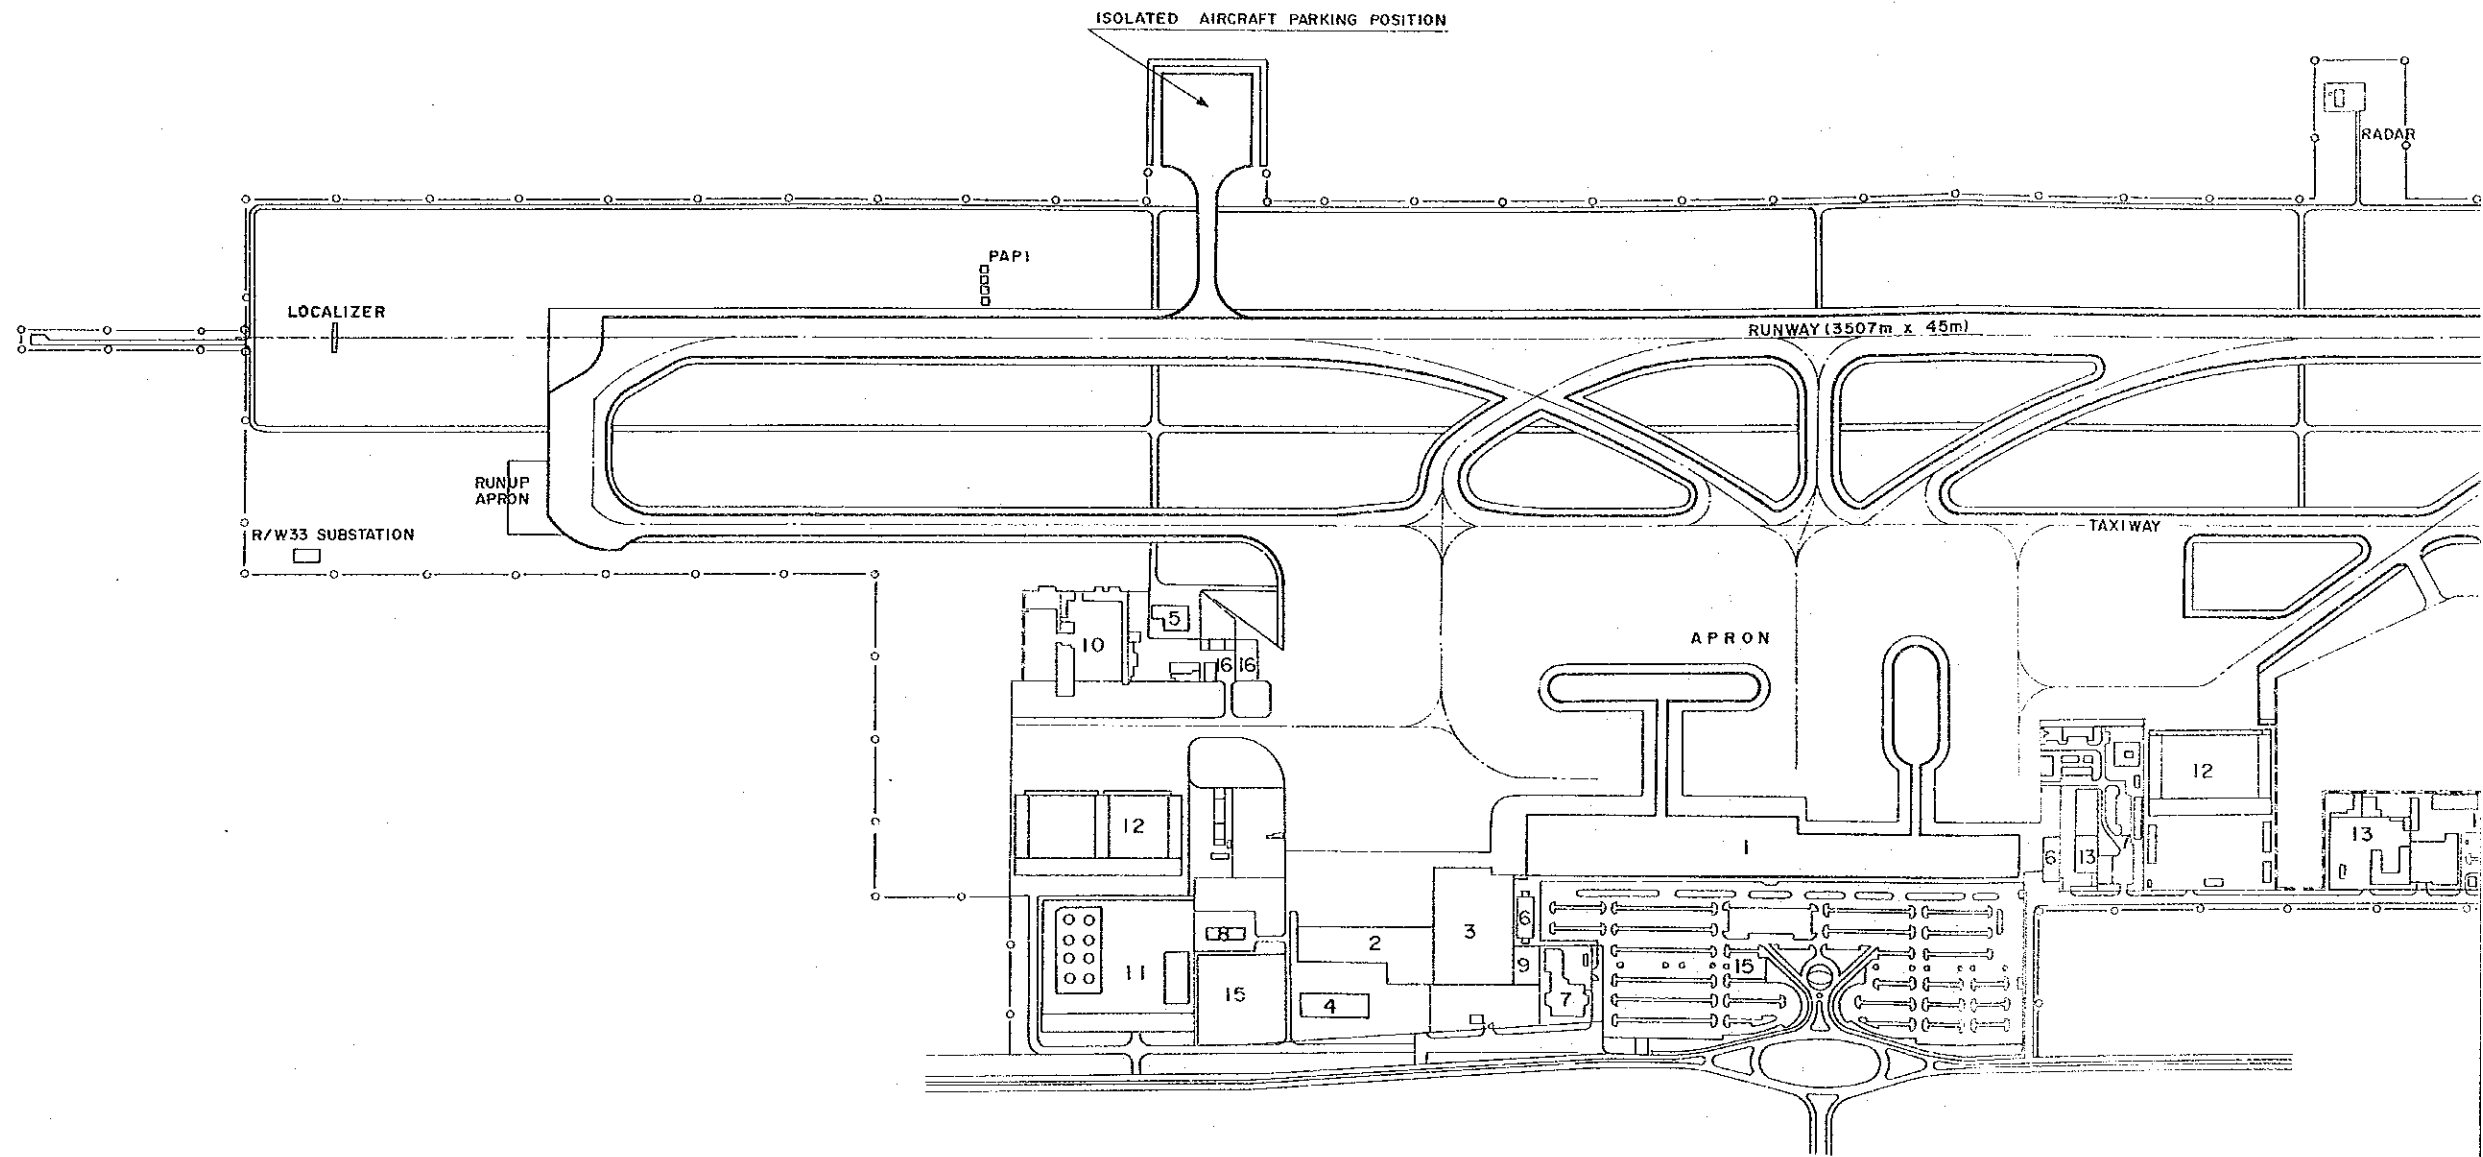 ISOLATED AIRCRAFT PARKING POSITION
RADAR
PAPI
LOCALIZER
RUNWAY (3507m x 45m)
RUNUP
APRON
R/W33 SUBSTATION
TAXIWAY
APRON
5
10
16
16
12
12
13
1
6
13
6
3
2
8
9
11
15
15
4
7